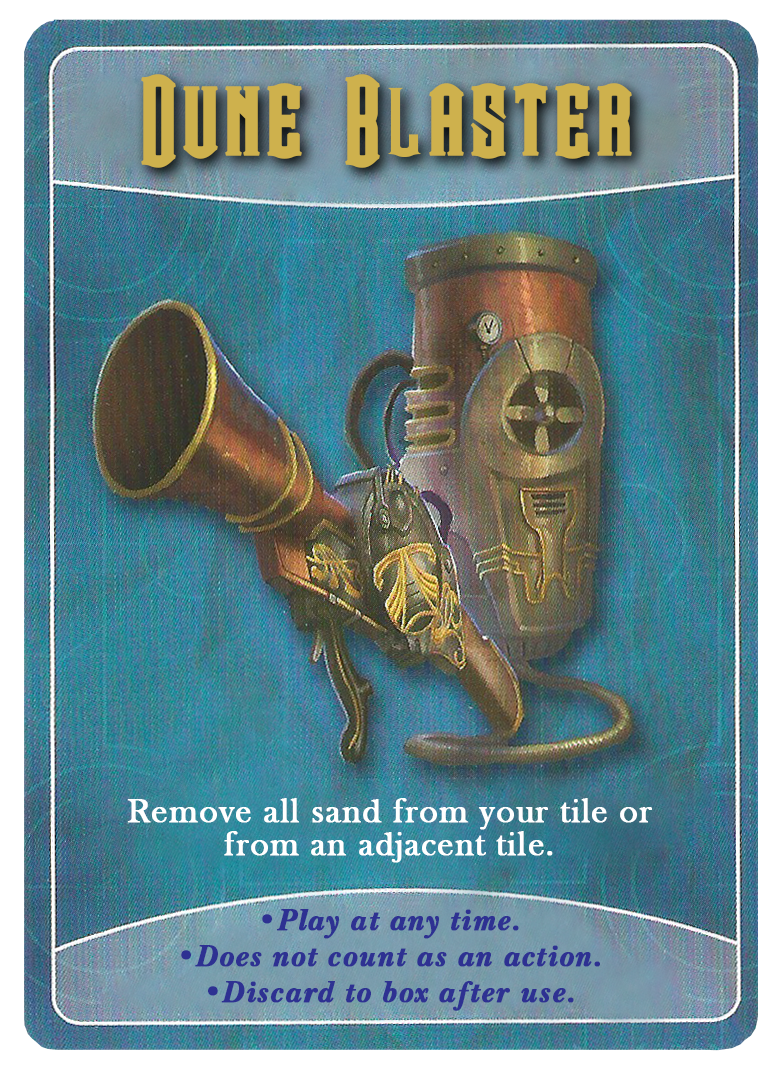 DUNE BLASTER
Remove all sand from your tile or
from an adjacent tile.
•Play at any time.
•Does not count as an action.
•Discard to box after use.